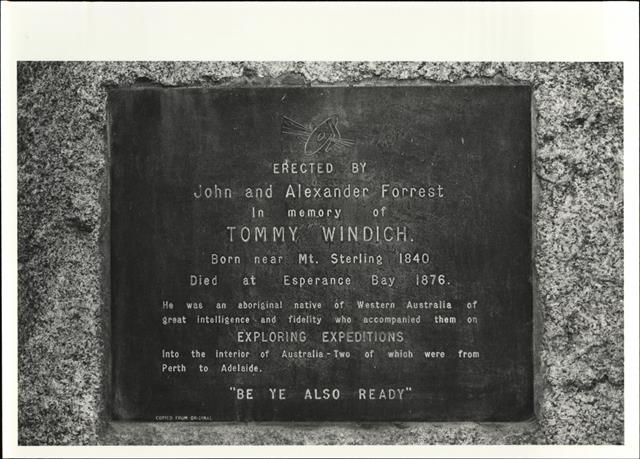 ERECTED BY
John and Alexander Forrest
In memory of
TOMMY WINDICH.
Born near Mt. Sterling 1840
Died at Esperance Bay 1876.
He was an aboriginal native of Western Australia of
great intelligence and fidelity who accompanied them on
EXPLORING EXPEDITIONS
Into the interior of Australia-Two of which were from
Perth to Adelaide.
"BE YE ALSO READY"
COPIED FROM ORIGINAL